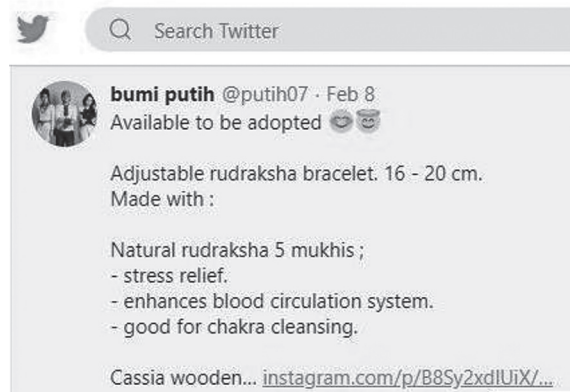 Search Twitter
bumi putih @putih07 · Feb 8
Available to be adopted 😊😇
Adjustable rudraksha bracelet. 16 - 20 cm.
Made with :
Natural rudraksha 5 mukhis ;
- stress relief.
- enhances blood circulation system.
- good for chakra cleansing.
Cassia wooden... instagram.com/p/B8Sy2xdlUiX/...